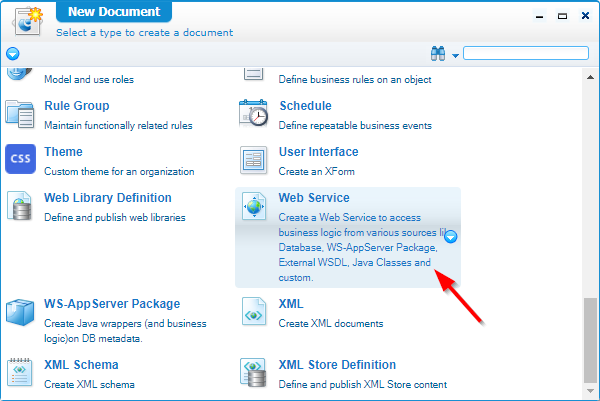 New Document
Select a type to create a document
Model and use roles
Define business rules on an object
Rule Group
Maintain functionally related rules
Schedule
Define repeatable business events
CSS
Theme
Custom theme for an organization
User Interface
Create an XForm
Web Library Definition
Define and publish web libraries
Web Service
Create a Web Service to access
business logic from various sources
Database, WS-AppServer Package,
External WSDL, Java Classes and
custom.
WS-AppServer Package
Create Java wrappers (and business
logic)on DB metadata.
XML
Create XML documents
XML Schema
Create XML schema
XML Store Definition
Define and publish XML Store content